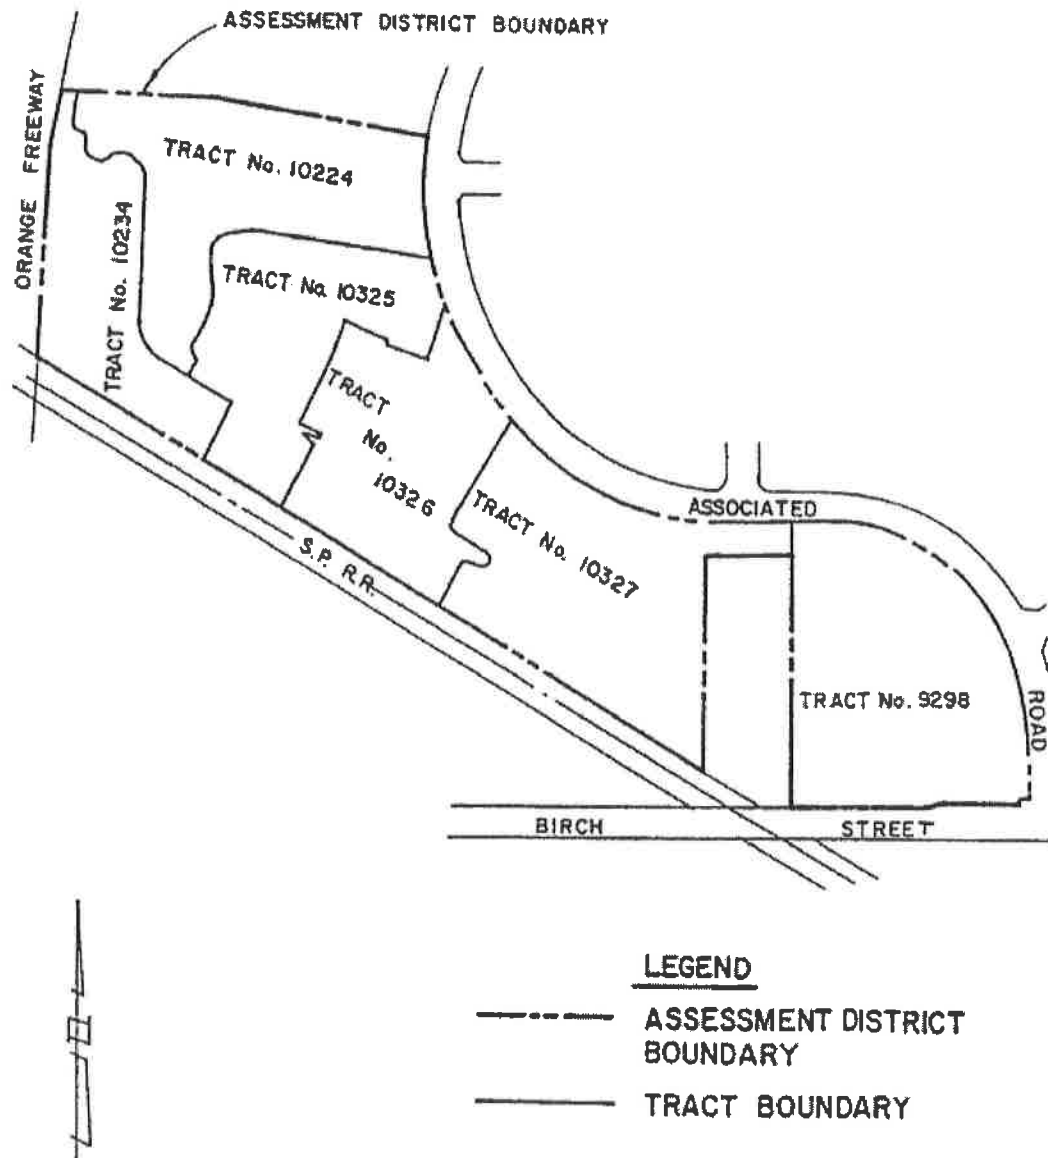 ASSESSMENT DISTRICT BOUNDARY
ORANGE FREEWAY
TRACT No. 10224
TRACT No. 10234
TRACT No. 10325
TRACT
No.
10326
TRACT No. 10327
S.P. R.R.
ASSOCIATED
ROAD
TRACT No. 9298
BIRCH STREET
N
LEGEND
ASSESSMENT DISTRICT
BOUNDARY
TRACT BOUNDARY